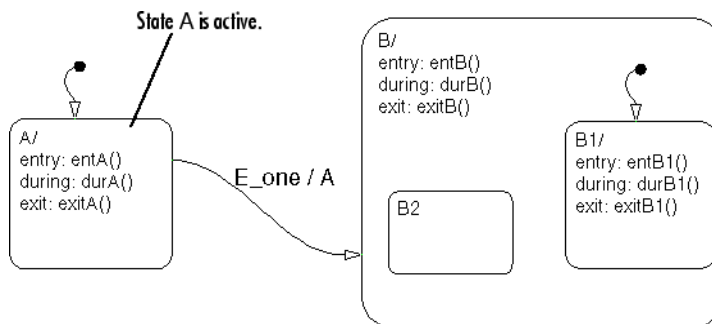 State A is active.
A/
entry: entA()
during: durA()
exit: exitA()
E_one / A
B/
entry: entB()
during: durB()
exit: exitB()
B2
B1/
entry: entB1()
during: durB1()
exit: exitB1()